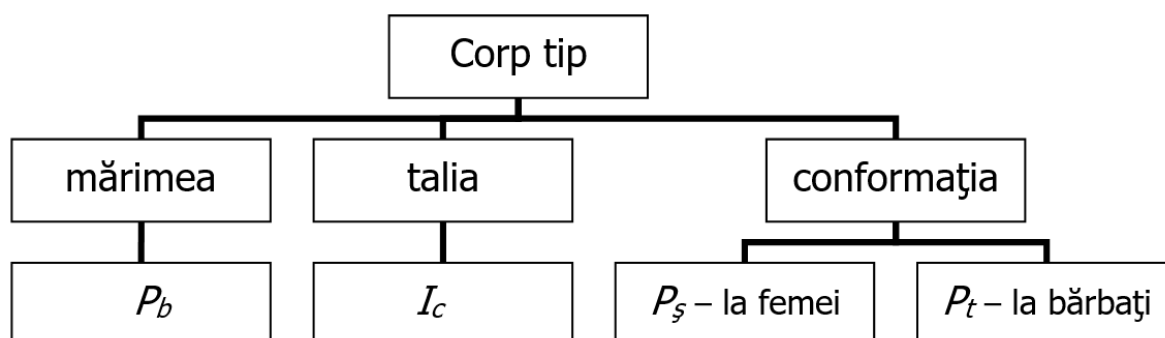 Corp tip
mărimea
talia
conformaţia
Pb
Ic
Pş – la femei
Pt – la bărbaţi